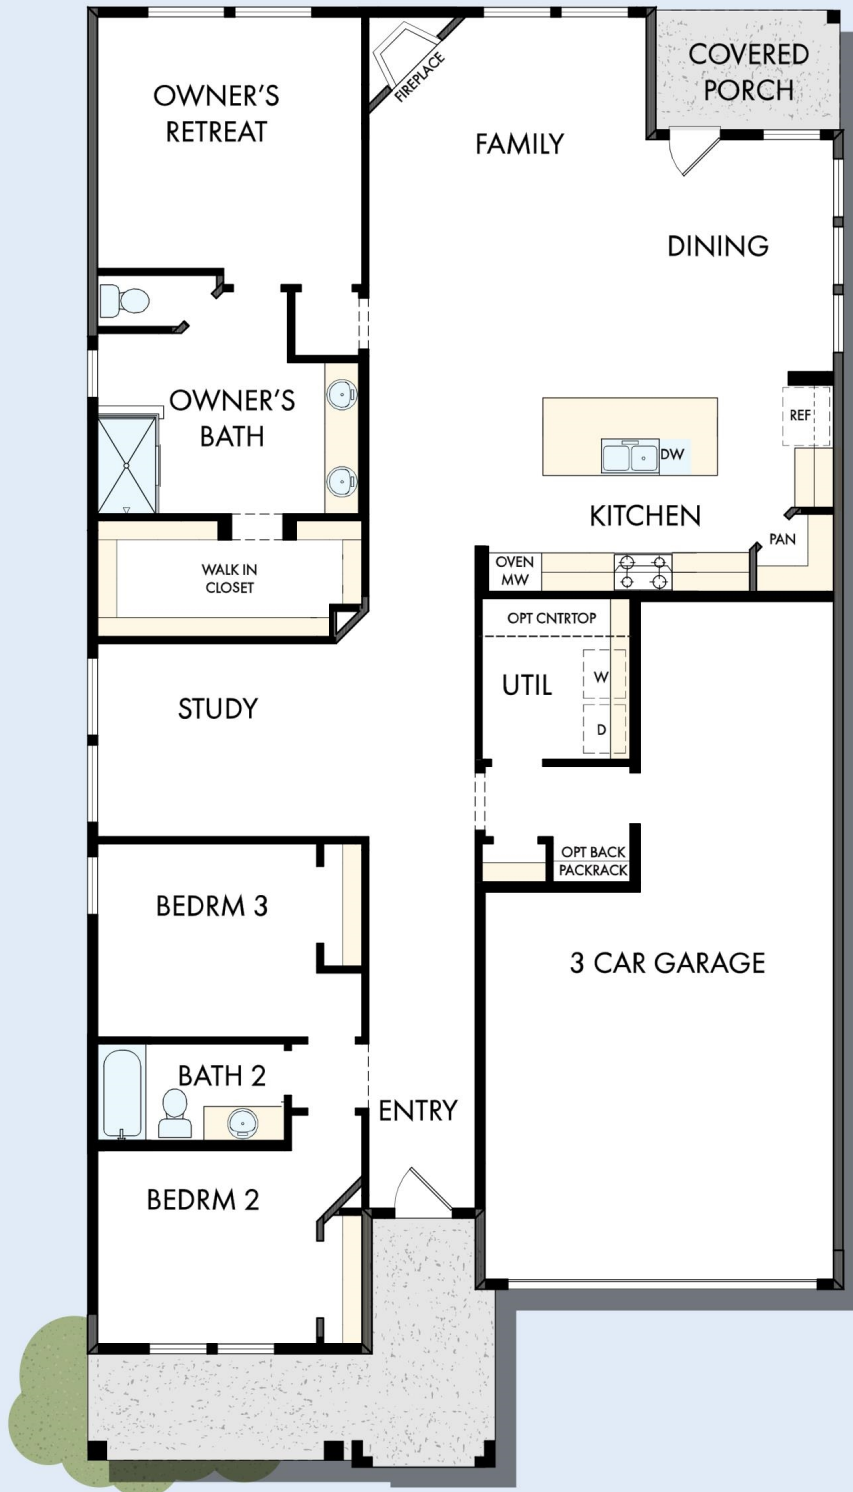 OWNER'S
RETREAT
FIREPLACE
FAMILY
COVERED
PORCH
DINING
OWNER'S
BATH
REF
DW
KITCHEN
PAN
OVEN
MW
WALK IN
CLOSET
OPT CNTRTOP
UTIL
W
D
STUDY
OPT BACK
PACKRACK
BEDRM 3
3 CAR GARAGE
BATH 2
ENTRY
BEDRM 2